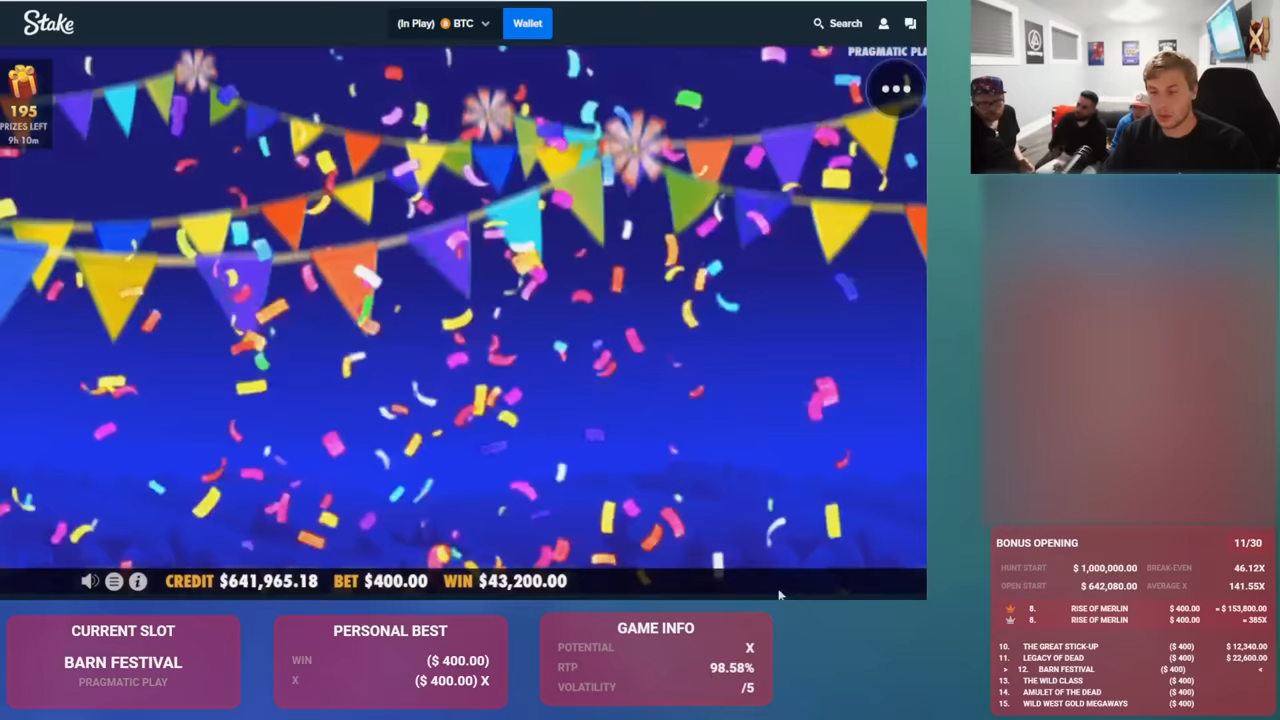 Stake
(In Play) BTC
Wallet
Search
PRAGMATIC PLA
195
PRIZES LEFT
9h 10m
CREDIT $641,965.18 BET $400.00 WIN $43,200.00
CURRENT SLOT
BARN FESTIVAL
PRAGMATIC PLAY
PERSONAL BEST
WIN ($ 400.00)
X ($ 400.00) X
GAME INFO
POTENTIAL X
RTP 98.58%
VOLATILITY /5
BONUS OPENING 11/30
HUNT START $ 1,000,000.00 BREAK-EVEN 46.12X
OPEN START $ 642,080.00 AVERAGE X 141.55X
8. RISE OF MERLIN $ 400.00 = $ 153,800.00
8. RISE OF MERLIN $ 400.00 = 385X
10. THE GREAT STICK-UP ($ 400) $ 12,340.00
11. LEGACY OF DEAD ($ 400) $ 22,600.00
> 12. BARN FESTIVAL ($ 400) <
13. THE WILD CLASS ($ 400)
14. AMULET OF THE DEAD ($ 400)
15. WILD WEST GOLD MEGAWAYS ($ 400)